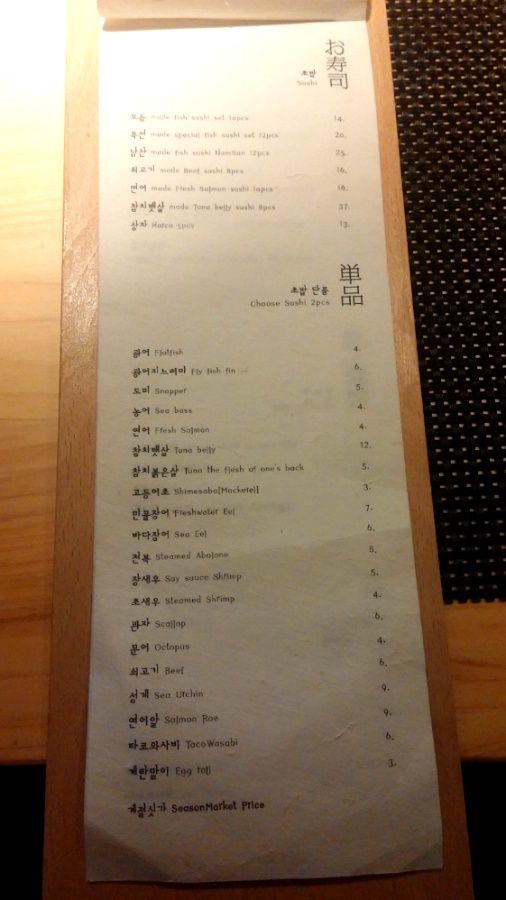 お寿司
초밥
Sushi
모듬 made fish sushi set 10pcs 14.
특선 made special fish sushi set 12pcs 20.
남산 made fish sushi NamSan 12pcs 25.
쇠고기 made Beef sushi 8pcs 16.
연어 made Fresh Salmon sushi 10pcs 16.
참치뱃살 made Tuna belly sushi 8pcs 37.
상자 Hatco 5pcs 13.
単品
초밥 단품
Choose Sushi 2pcs
광어 Flatfish 4.
광어지느러미 Fly fish fin 6.
도미 Snapper 5.
농어 Sea bass 4.
연어 Fresh Salmon 4.
참치뱃살 Tuna belly 12.
참치붉은살 Tuna the flesh of one's back 5.
고등어초 Shimesaba[Mackerel] 3.
민물장어 Freshwater Eel 7.
바다장어 Sea Eel 6.
전복 Steamed Abalone 8.
장새우 Soy sauce Shrimp 5.
초새우 Steamed Shrimp 4.
관자 Scallop 6.
문어 Octopus 4.
쇠고기 Beef 6.
성게 Sea Urchin 9.
연어알 Salmon Roe 9.
타코와사비 TacoWasabi 6.
계란말이 Egg roll 3.
계절싯가 SeasonMarket Price